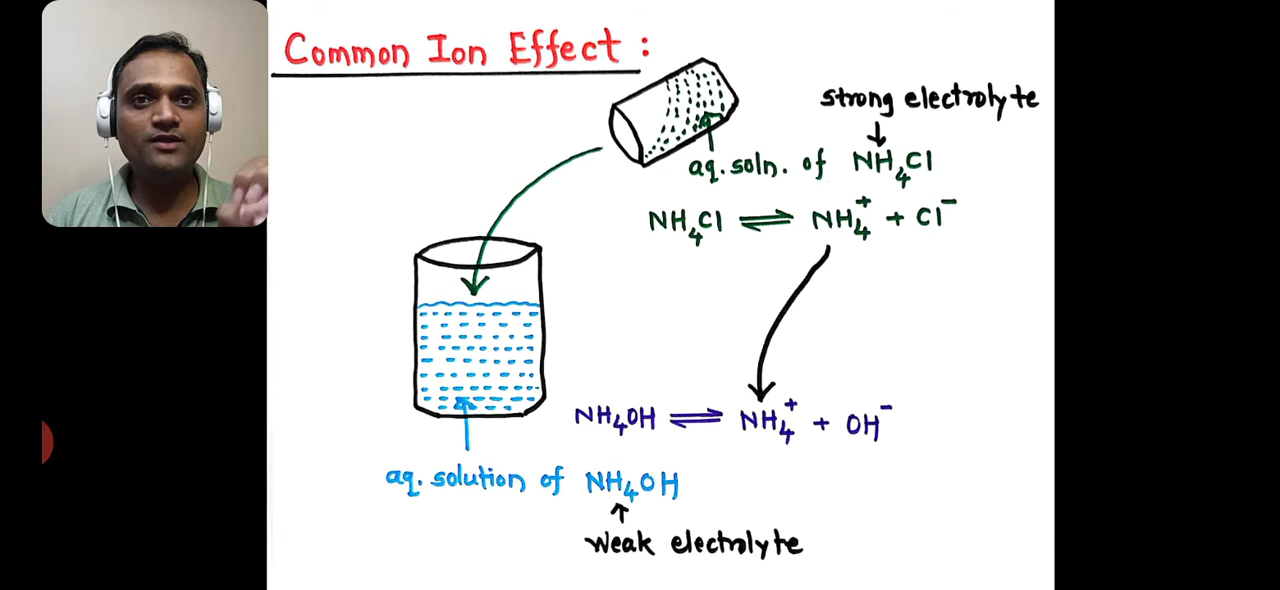 Common Ion Effect :
strong electrolyte
aq. soln. of NH₄Cl
NH₄Cl ⇌ NH₄⁺ + Cl⁻
NH₄OH ⇌ NH₄⁺ + OH⁻
aq. solution of NH₄OH
weak electrolyte